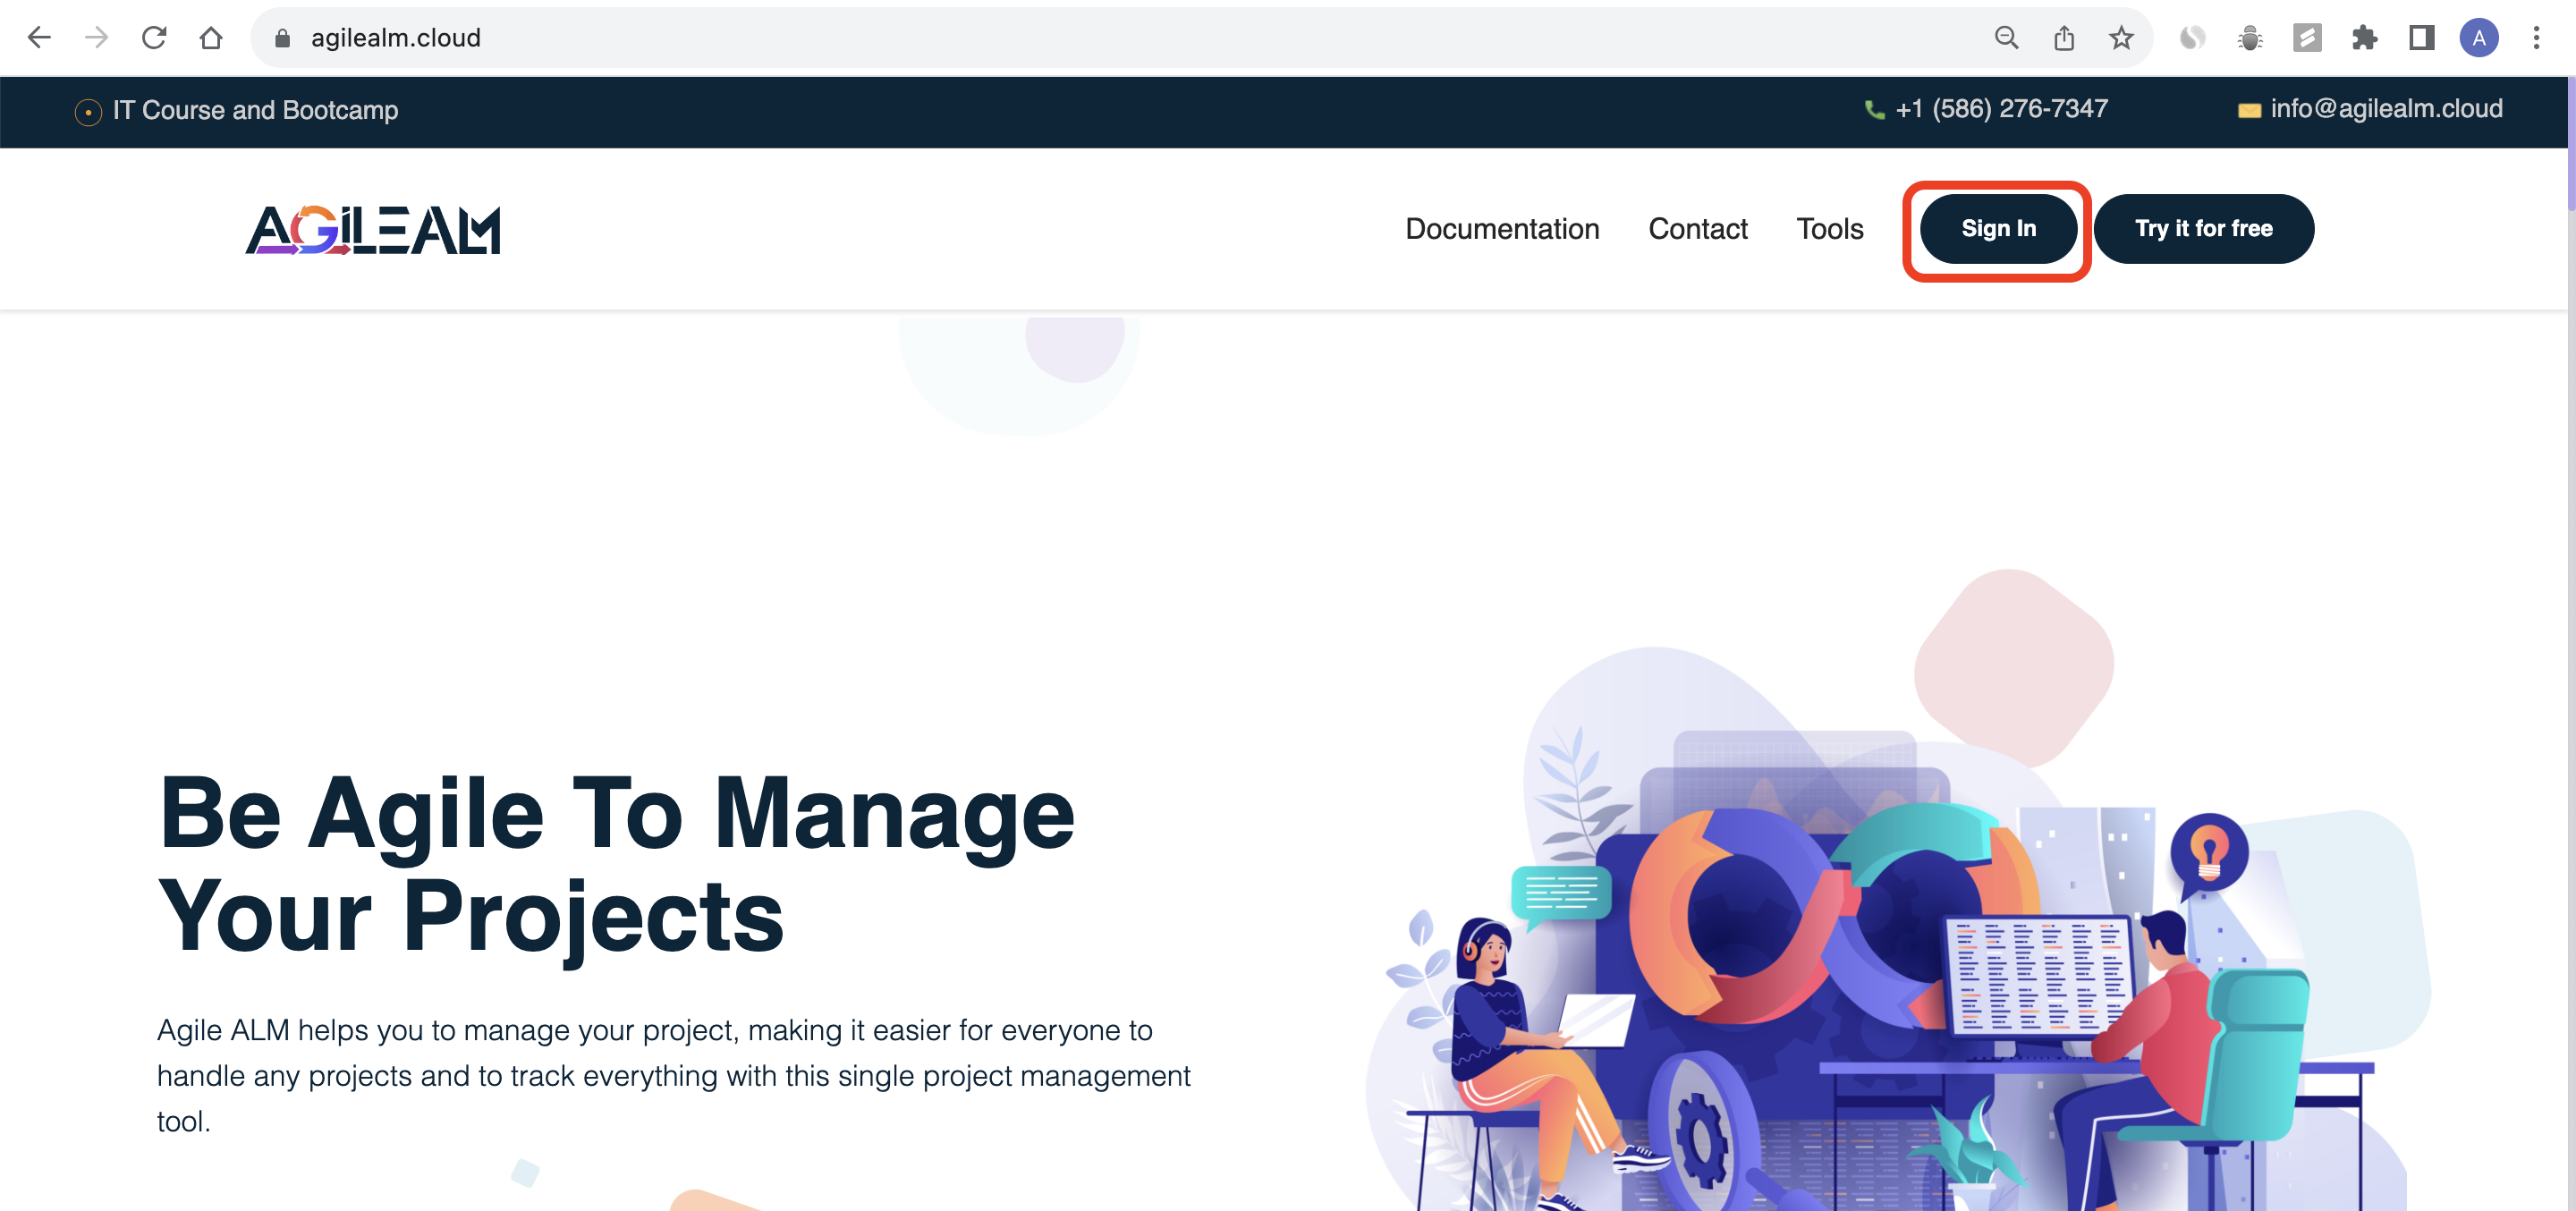 agilealm.cloud
A
IT Course and Bootcamp
+1 (586) 276-7347
info@agilealm.cloud
AGILEALM
Documentation
Contact
Tools
Sign In
Try it for free
Be Agile To Manage
Your Projects
Agile ALM helps you to manage your project, making it easier for everyone to
handle any projects and to track everything with this single project management
tool.